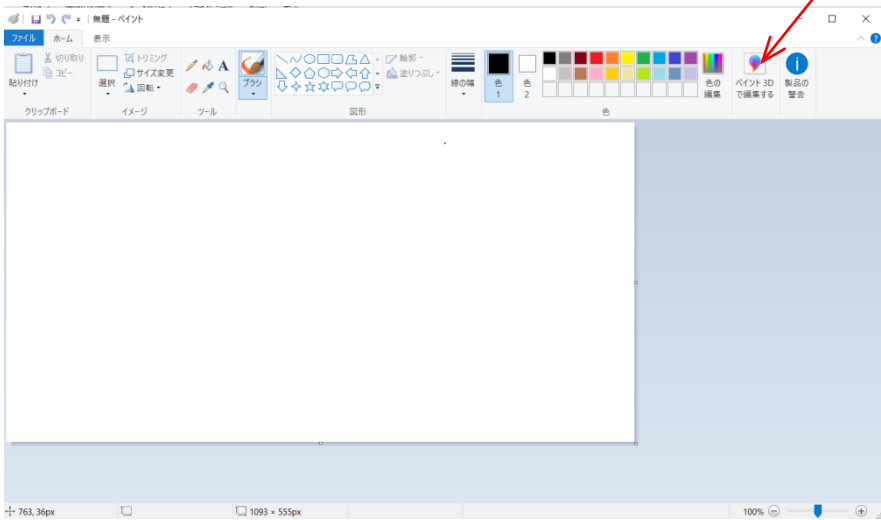 無題 - ペイント
ファイル ホーム 表示
貼り付け
切り取り
コピー
クリップボード
選択
トリミング
サイズ変更
回転
イメージ
A
ツール
ブラシ
輪郭
塗りつぶし
図形
線の幅
色
1
色
2
色の
編集
色
ペイント 3D
で編集する
製品の
警告
763, 36px
1093 × 555px
100%